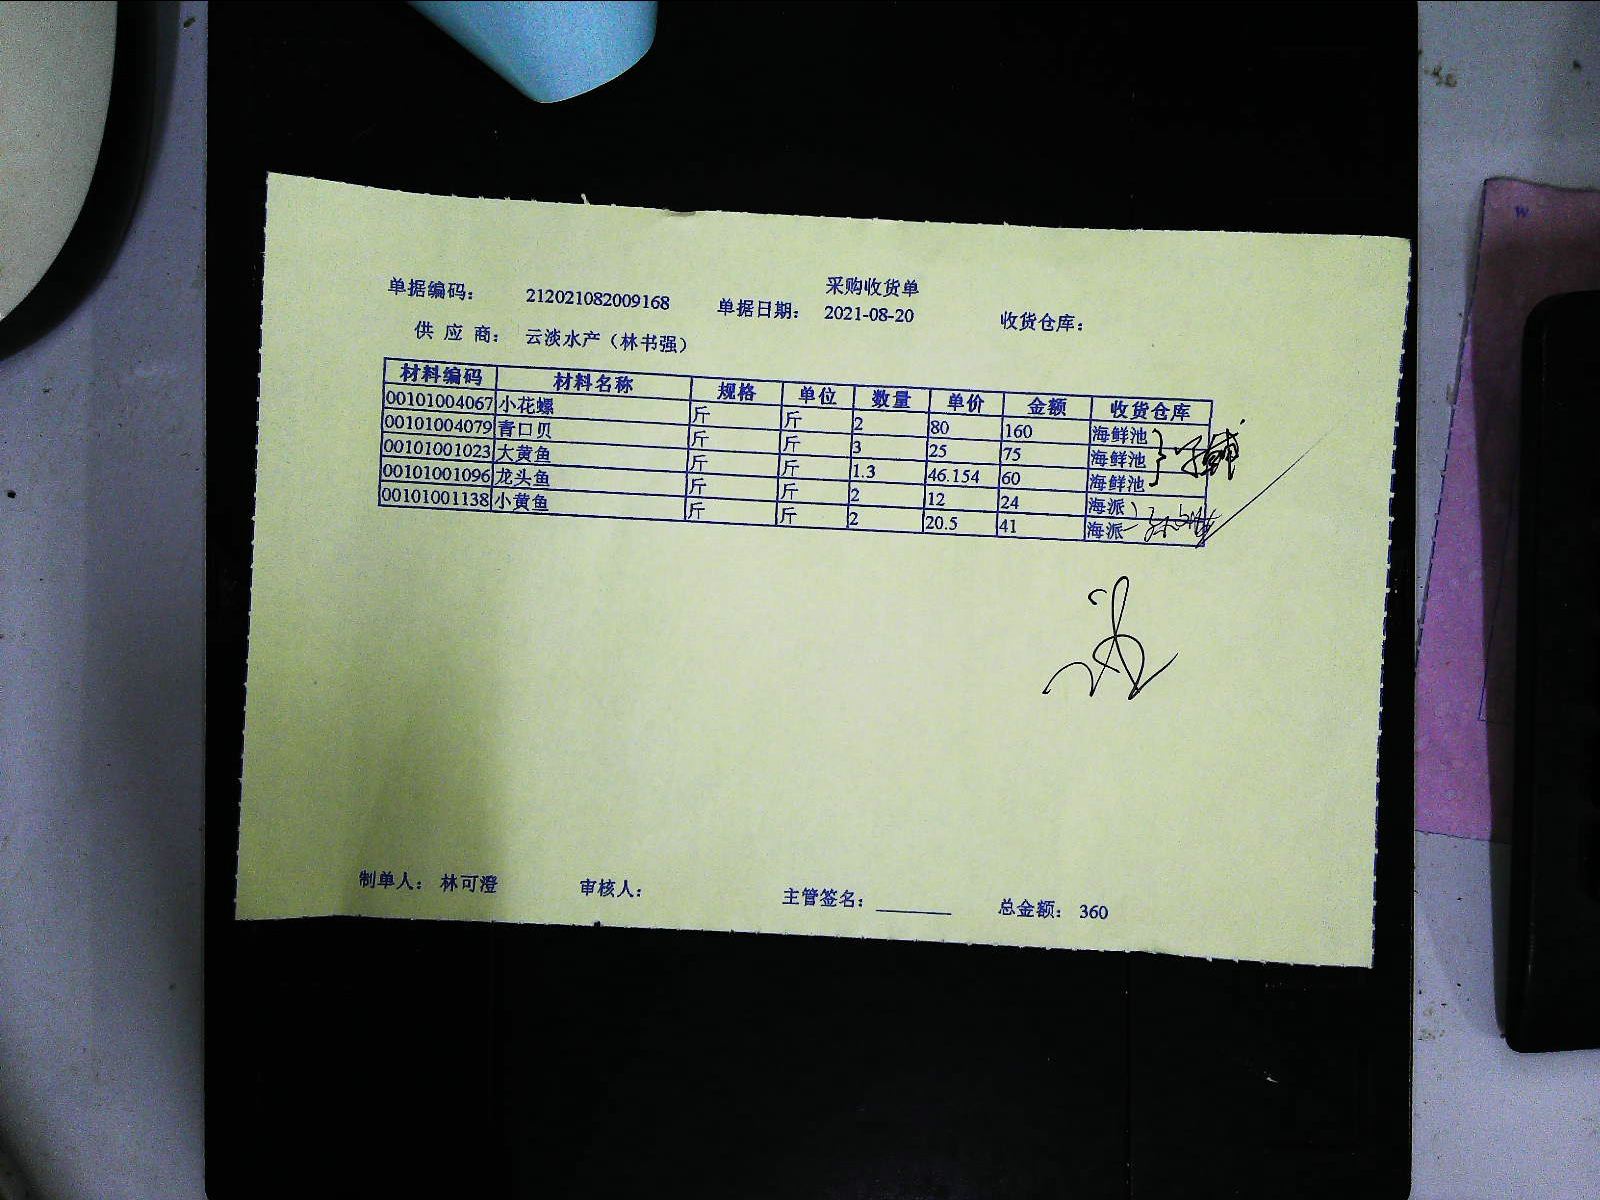 采购收货单
单据编码： 212021082009168 单据日期： 2021-08-20 收货仓库：
供 应 商： 云淡水产（林书强）
材料编码 材料名称 规格 单位 数量 单价 金额 收货仓库
00101004067 小花螺 斤 斤 2 80 160 海鲜池
00101004079 青口贝 斤 斤 3 25 75 海鲜池
00101001023 大黄鱼 斤 斤 1.3 46.154 60 海鲜池
00101001096 龙头鱼 斤 斤 2 12 24 海派
00101001138 小黄鱼 斤 斤 2 20.5 41 海派
制单人： 林可澄 审核人： 主管签名： 总金额： 360
W